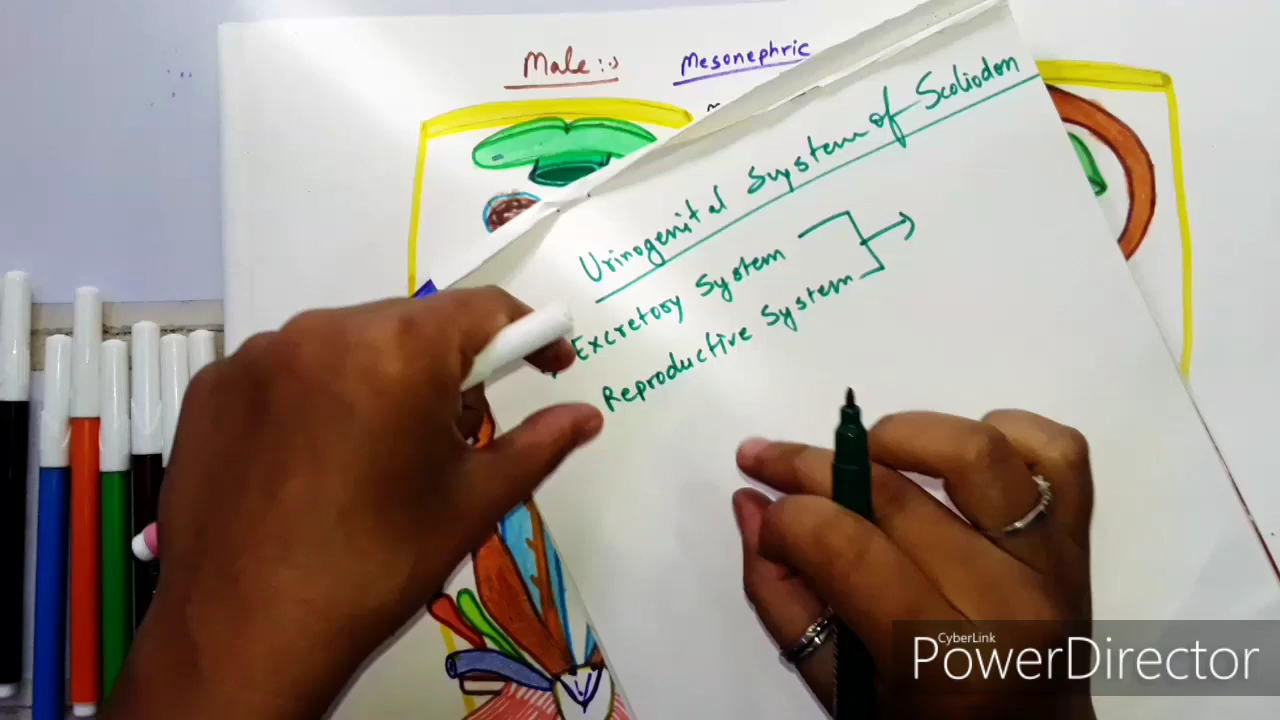 Male:-
Mesonephric
Urinogenital System of Scoliodon
Excretory System
Reproductive System
CyberLink
PowerDirector